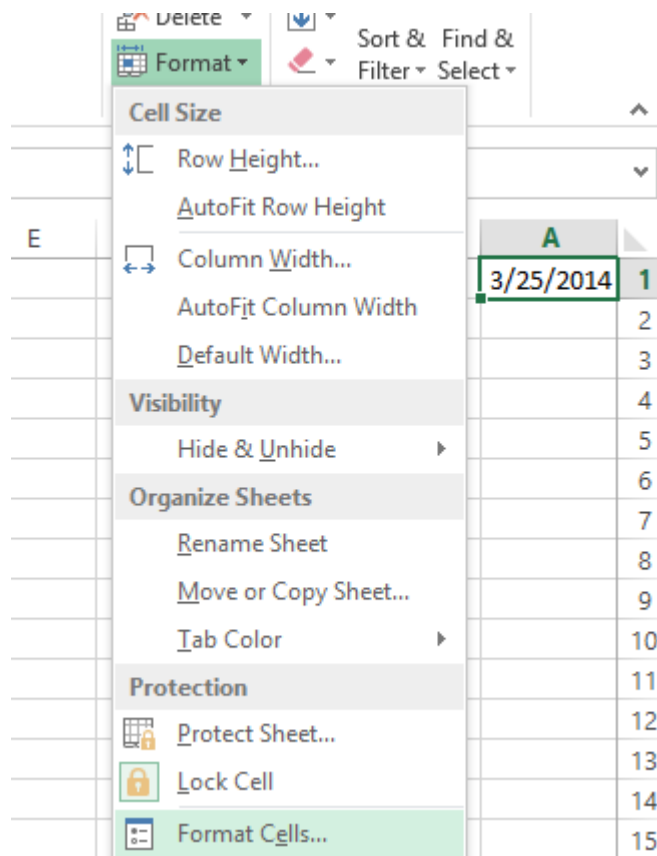 Delete
Format
Sort & Find &
Filter Select
Cell Size
Row Height...
AutoFit Row Height
Column Width...
AutoFit Column Width
Default Width...
Visibility
Hide & Unhide
Organize Sheets
Rename Sheet
Move or Copy Sheet...
Tab Color
Protection
Protect Sheet...
Lock Cell
Format Cells...
E
A
3/25/2014
1
2
3
4
5
6
7
8
9
10
11
12
13
14
15